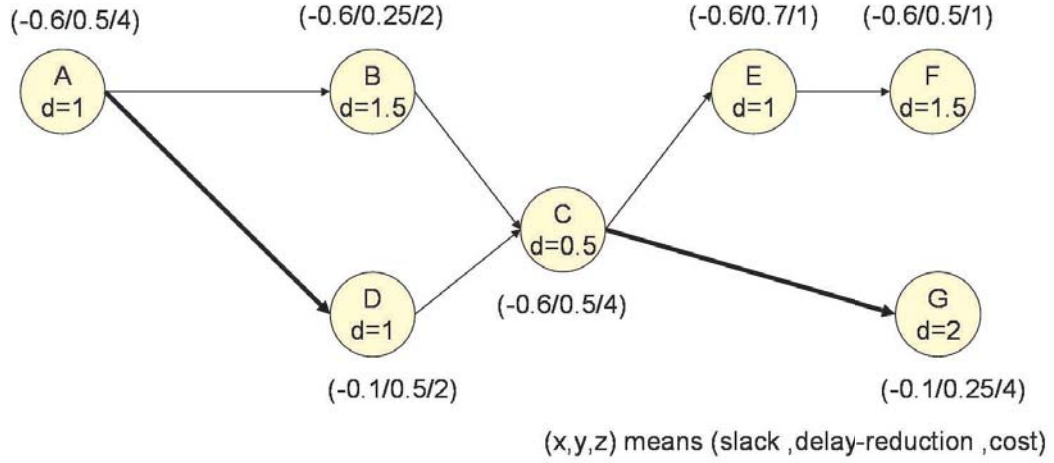 (-0.6/0.5/4)
(-0.6/0.25/2)
(-0.6/0.7/1)
(-0.6/0.5/1)
A
d=1
B
d=1.5
E
d=1
F
d=1.5
C
d=0.5
(-0.6/0.5/4)
D
d=1
(-0.1/0.5/2)
G
d=2
(-0.1/0.25/4)
(x,y,z) means (slack ,delay-reduction ,cost)